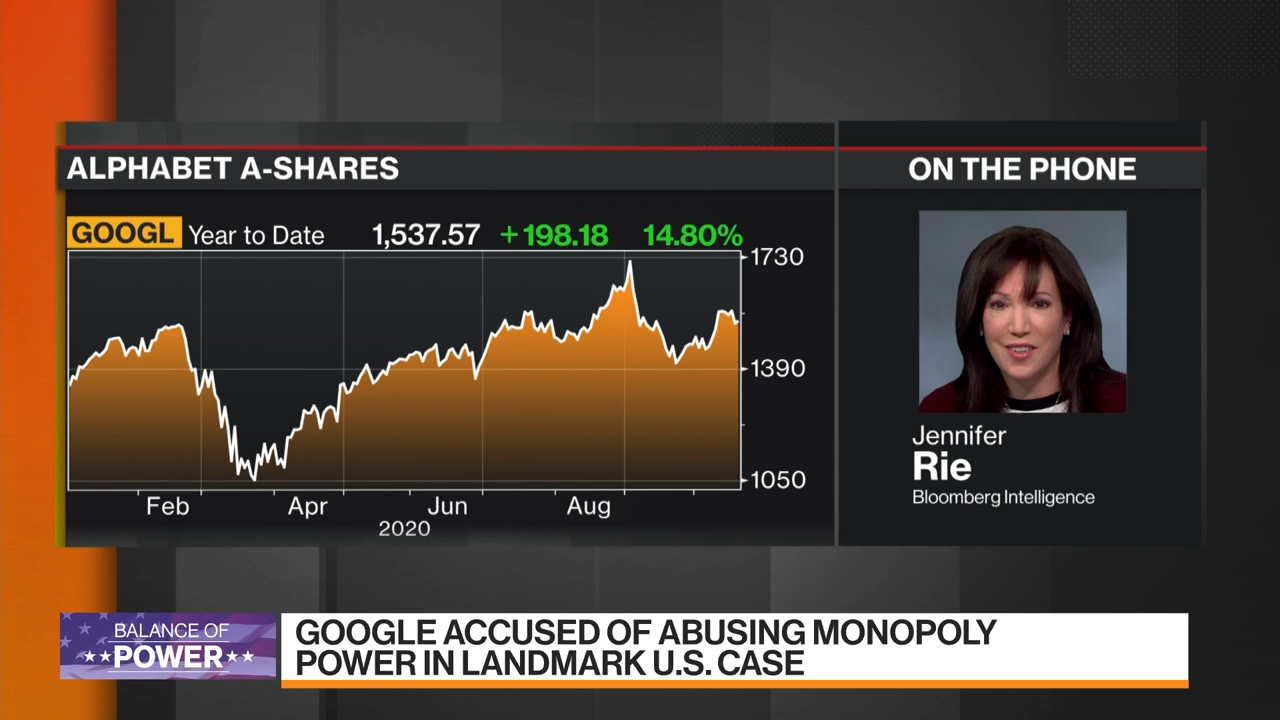 ALPHABET A-SHARES
GOOGL Year to Date 1,537.57 +198.18 14.80%
1730
1390
1050
Feb Apr Jun Aug
2020
ON THE PHONE
Jennifer
Rie
Bloomberg Intelligence
BALANCE OF
POWER
GOOGLE ACCUSED OF ABUSING MONOPOLY
POWER IN LANDMARK U.S. CASE